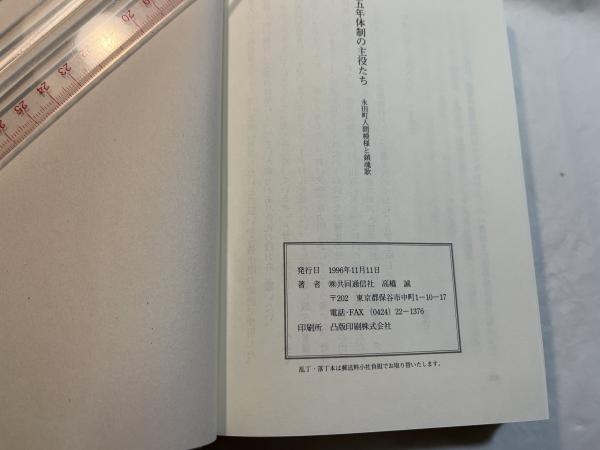 五年体制の主役たち
永田町人間模様と鎮魂歌
発行日 1996年11月11日
著 者 ㈱共同通信社 高橋 誠
〒202 東京都保谷市中町1-10-17
電話・FAX (0424) 22-1376
印刷所 凸版印刷株式会社
乱丁・落丁本は郵送料小社負担でお取り替いたします。
20
23
24
25